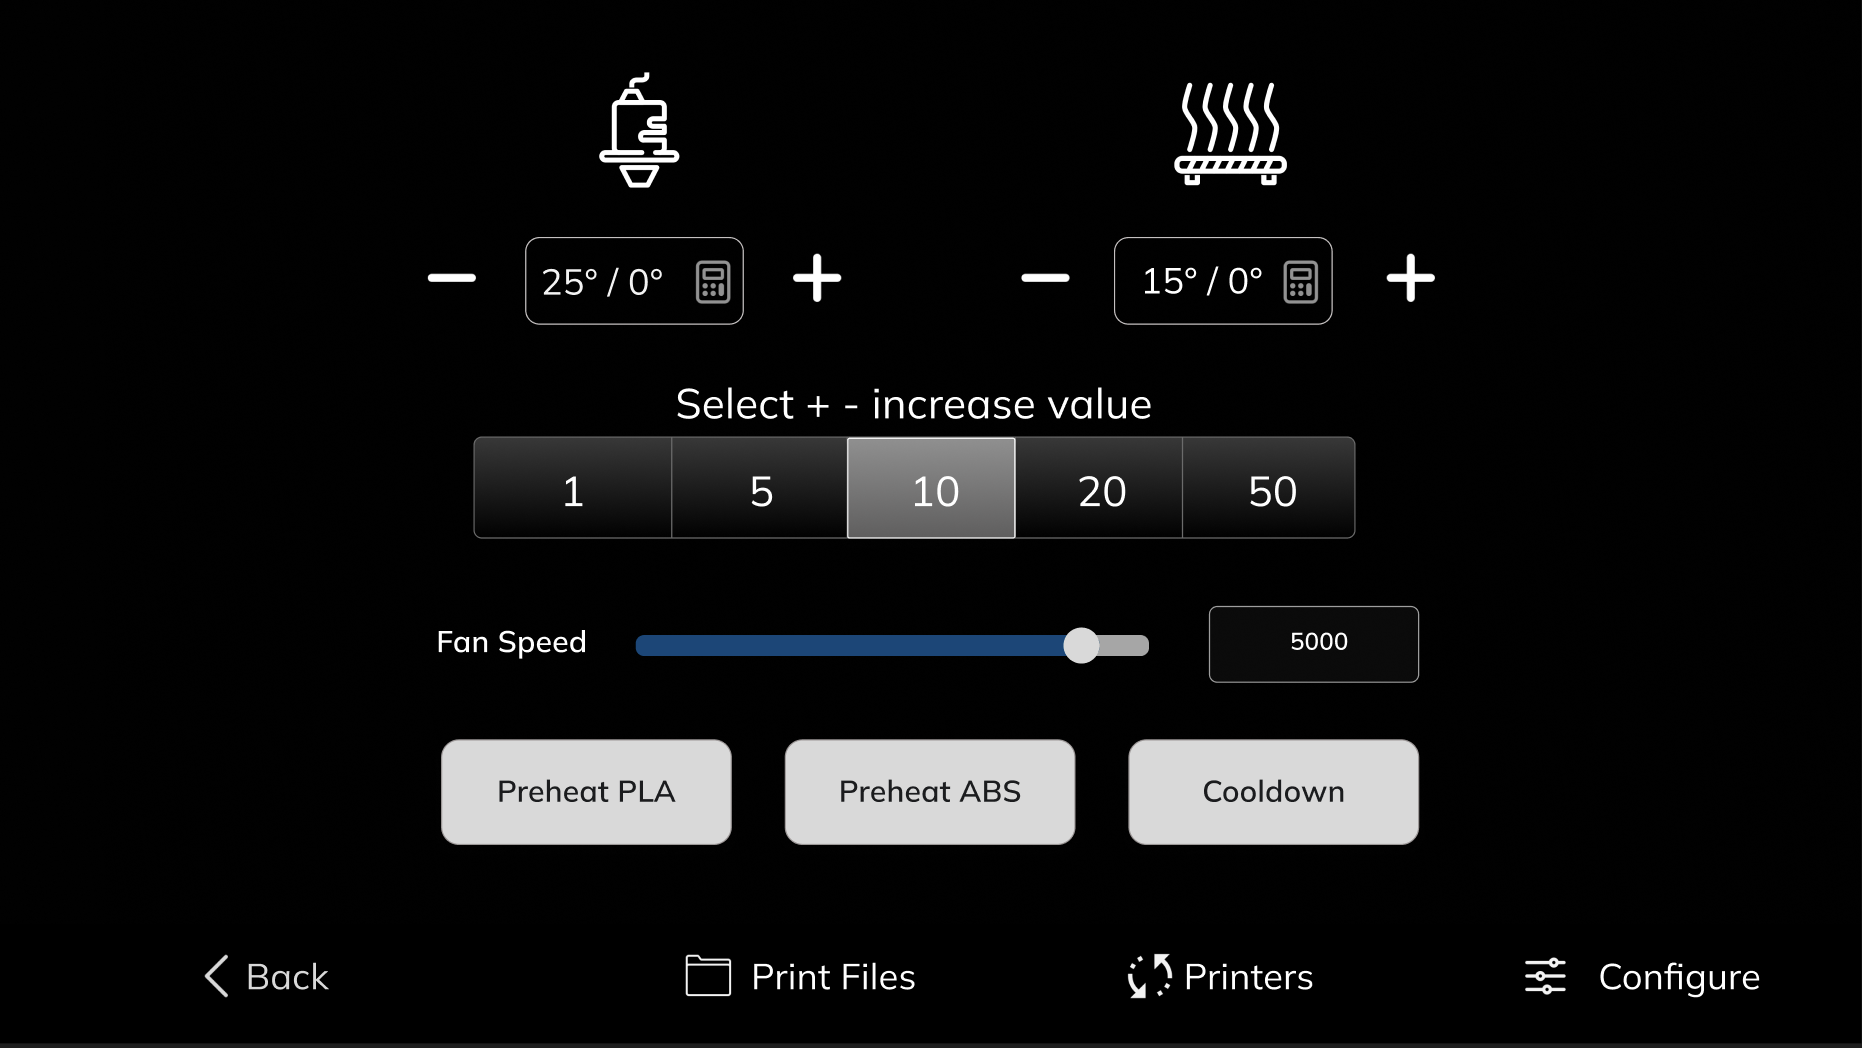 25° / 0°
15° / 0°
Select + - increase value
1 5 10 20 50
Fan Speed
5000
Preheat PLA
Preheat ABS
Cooldown
Back
Print Files
Printers
Configure